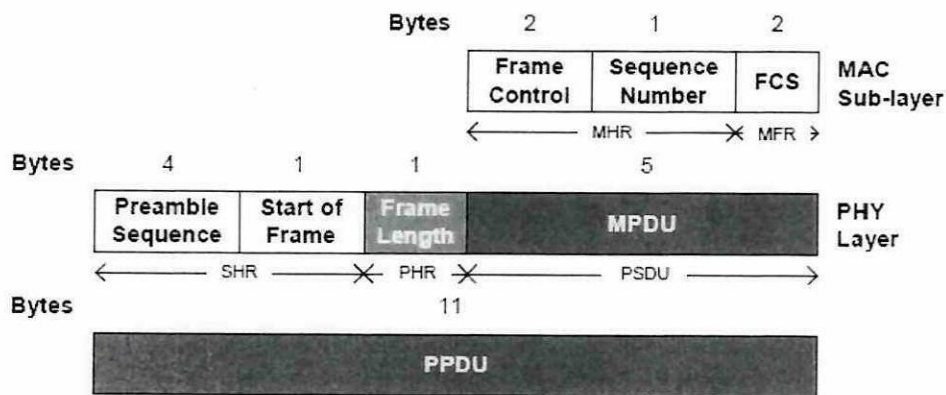 Bytes 2 1 2
Frame Control Sequence Number FCS MAC Sub-layer
MHR MFR
Bytes 4 1 1 5
Preamble Sequence Start of Frame Frame Length MPDU PHY Layer
SHR PHR PSDU
Bytes 11
PPDU